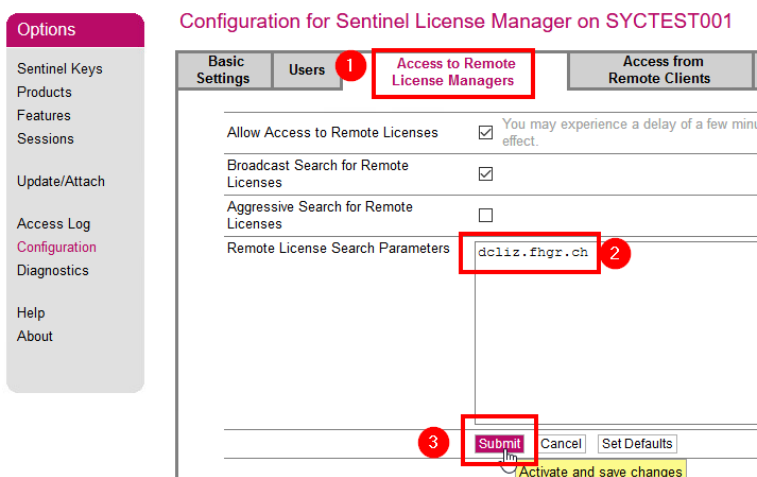 Options
Sentinel Keys
Products
Features
Sessions
Update/Attach
Access Log
Configuration
Diagnostics
Help
About
Configuration for Sentinel License Manager on SYCTEST001
Basic
Settings
Users
1
Access to Remote
License Managers
Access from
Remote Clients
Allow Access to Remote Licenses
You may experience a delay of a few
effect.
Broadcast Search for Remote
Licenses
Aggressive Search for Remote
Licenses
Remote License Search Parameters
dcliz.fhgr.ch
2
3
Submit
Cancel
Set Defaults
Activate and save changes